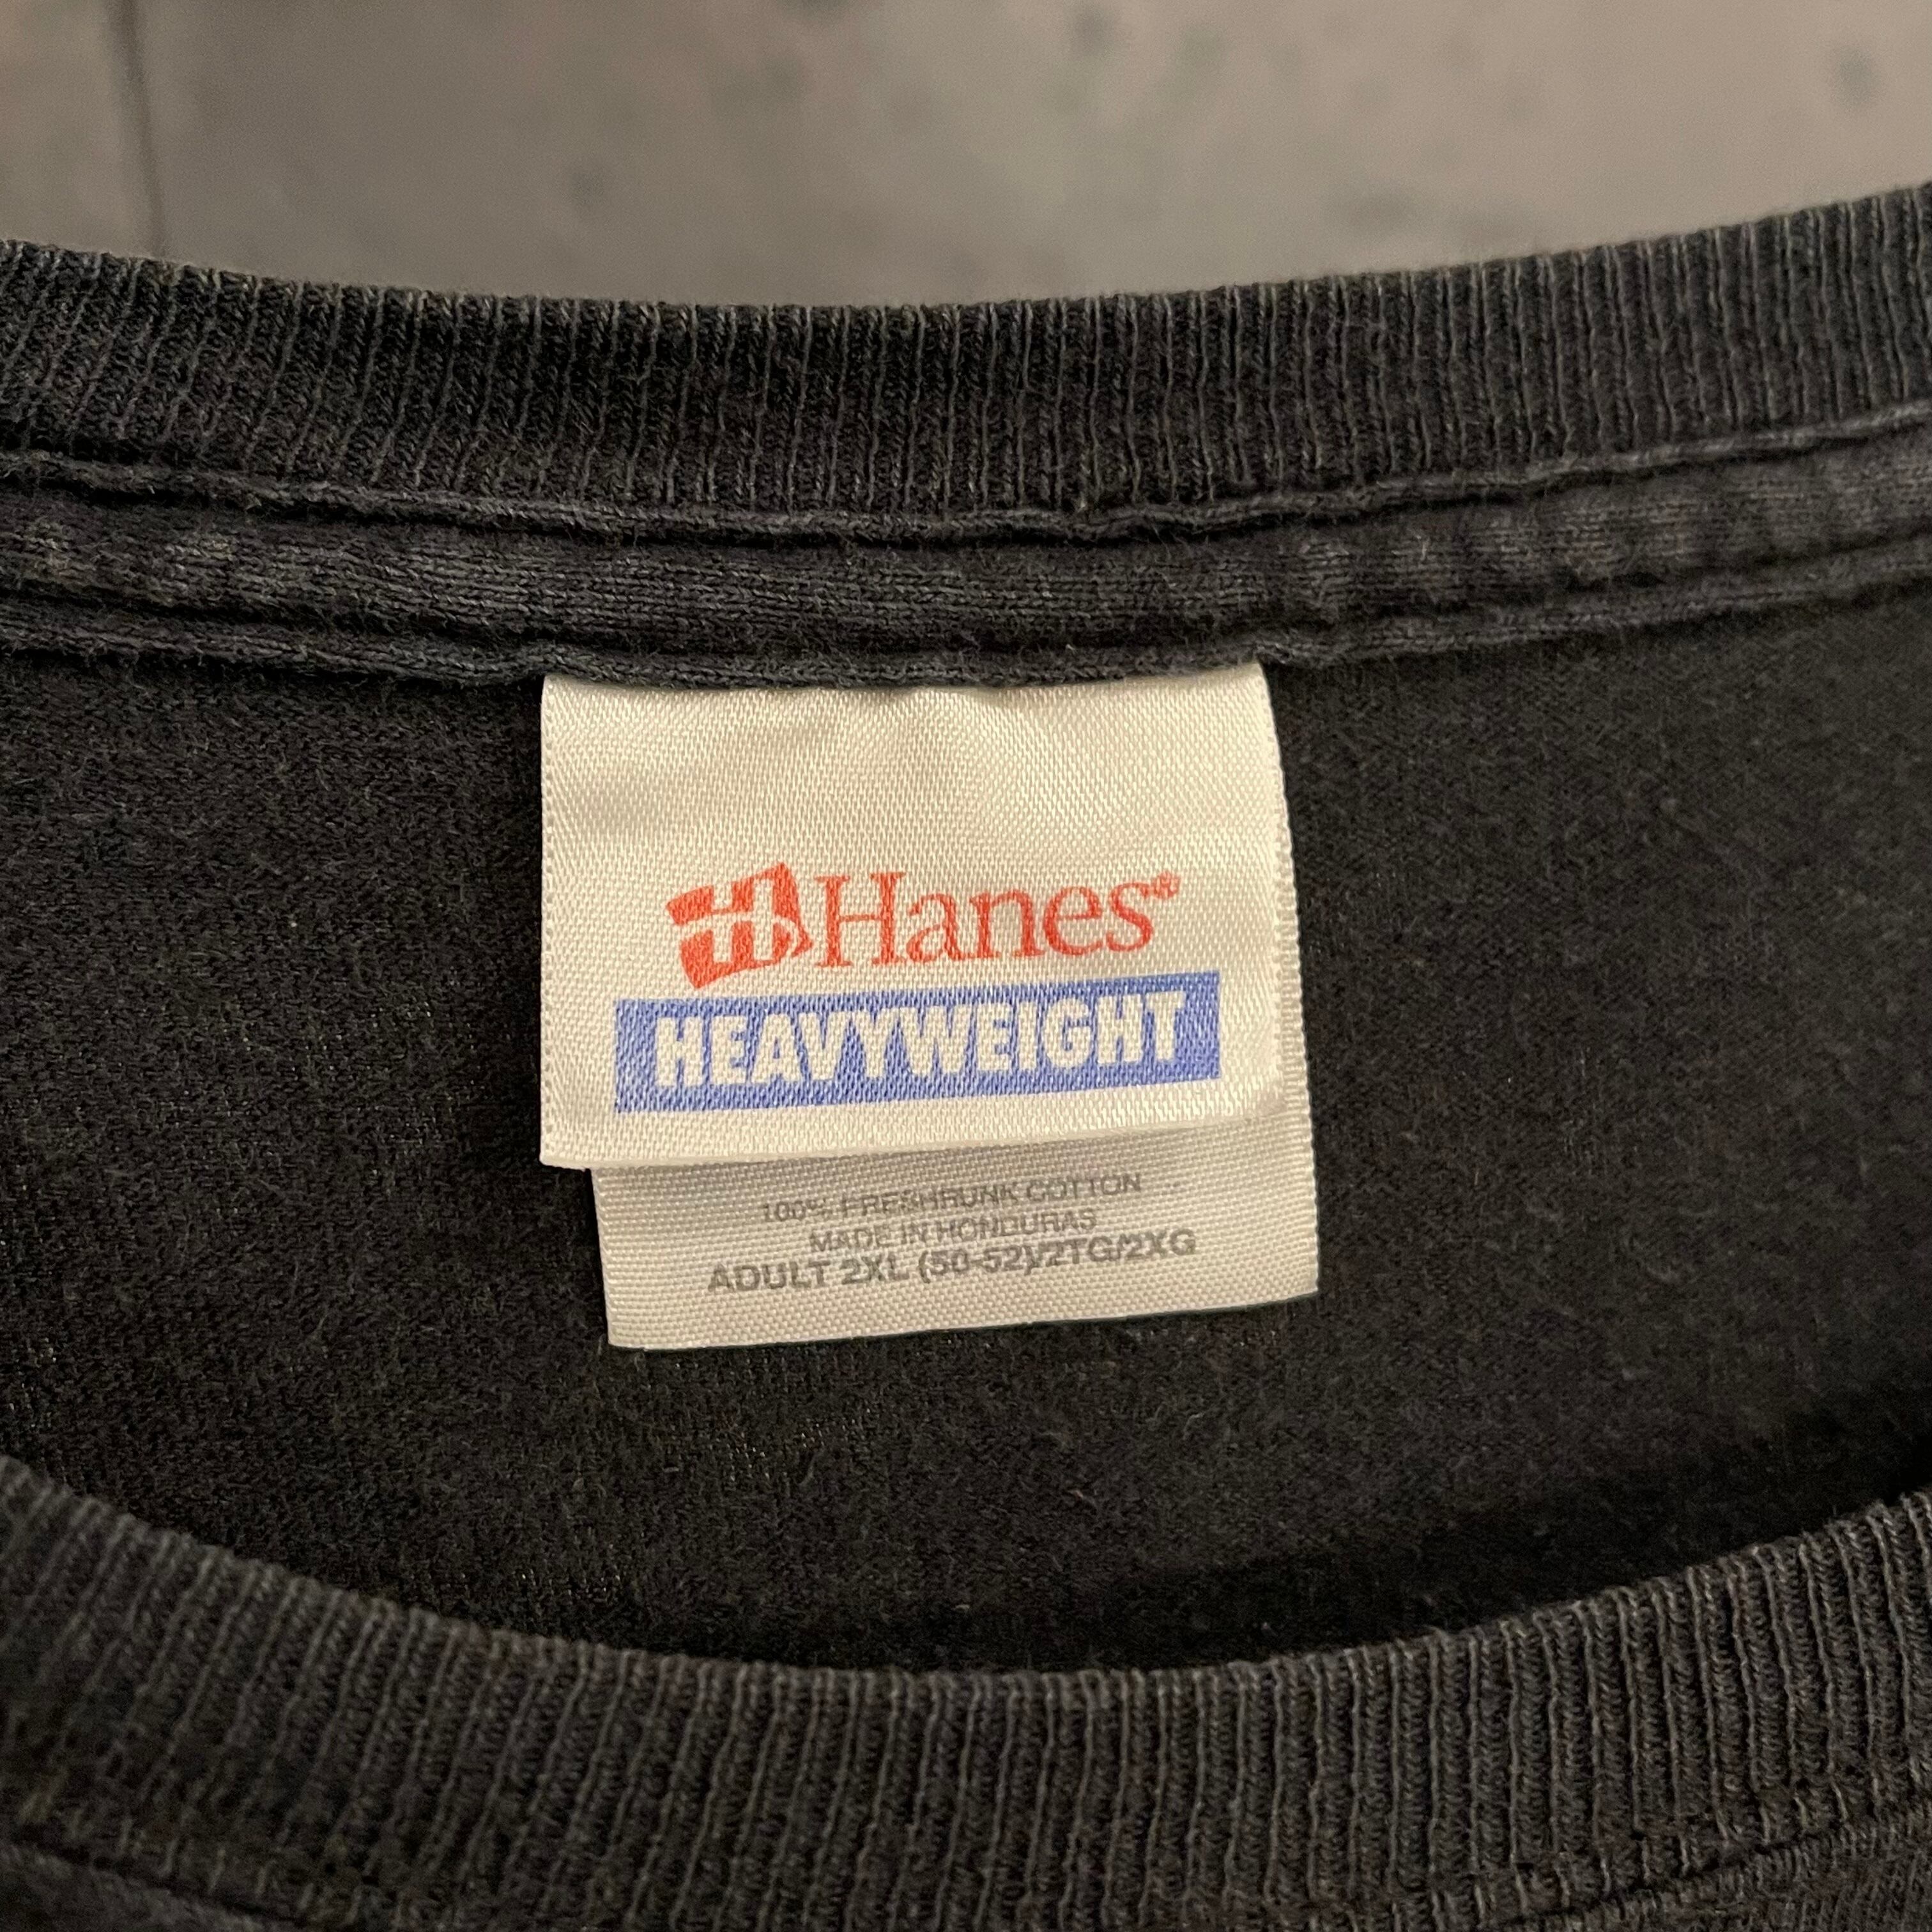 Hanes®
HEAVYWEIGHT
100% PRESHRUNK COTTON
MADE IN HONDURAS
ADULT 2XL (50-52)/2TG/2XG